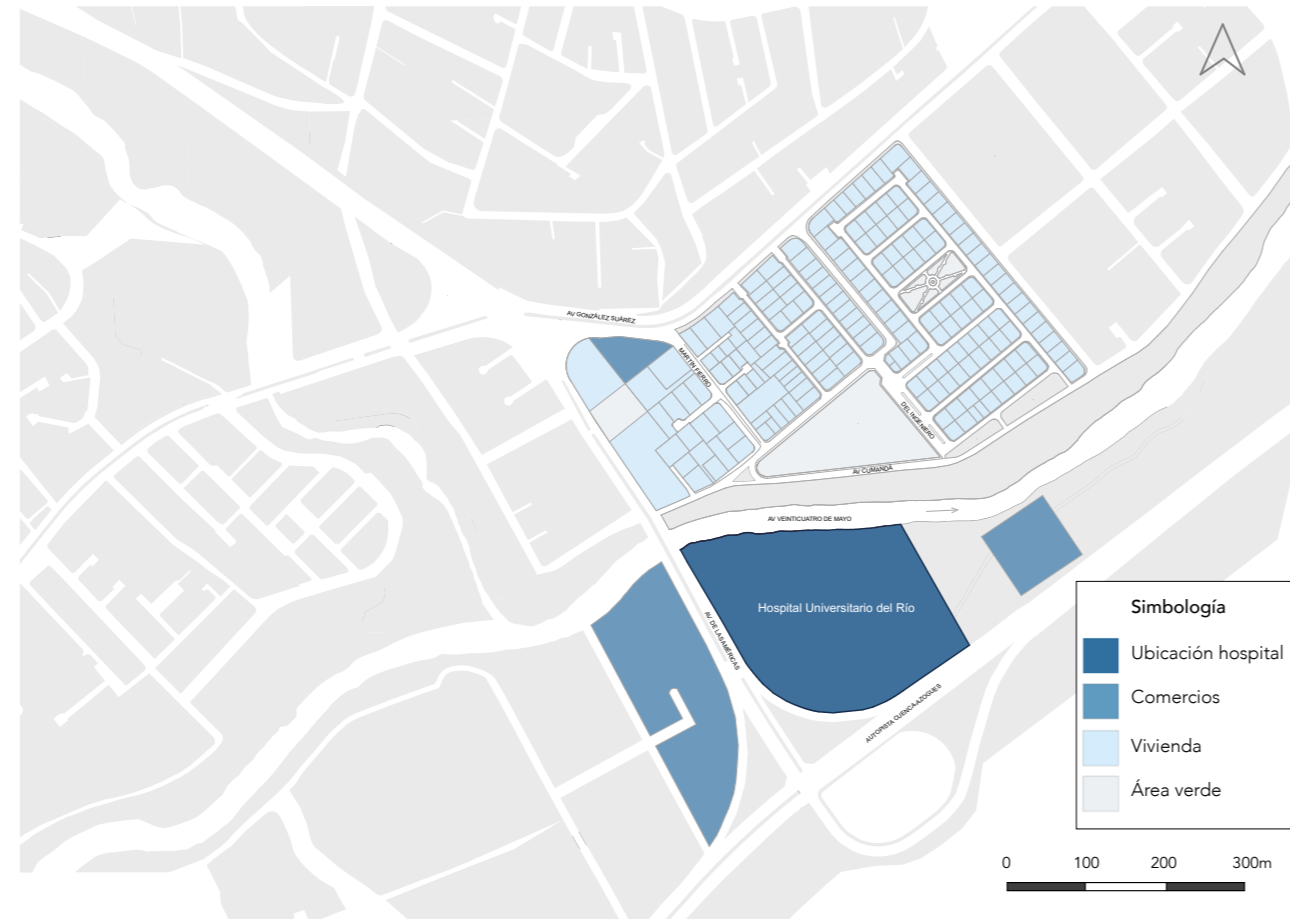 AV GONZÁLEZ SUÁREZ
MARTÍN FIERRO
DEL INGENIERO
AV CUMANDÁ
AV VEINTICUATRO DE MAYO
Hospital Universitario del Río
AV. DE LAS AMÉRICAS
AUTOPISTA CUENCA-AZOGUES
Simbología
Ubicación hospital
Comercios
Vivienda
Área verde
0 100 200 300m